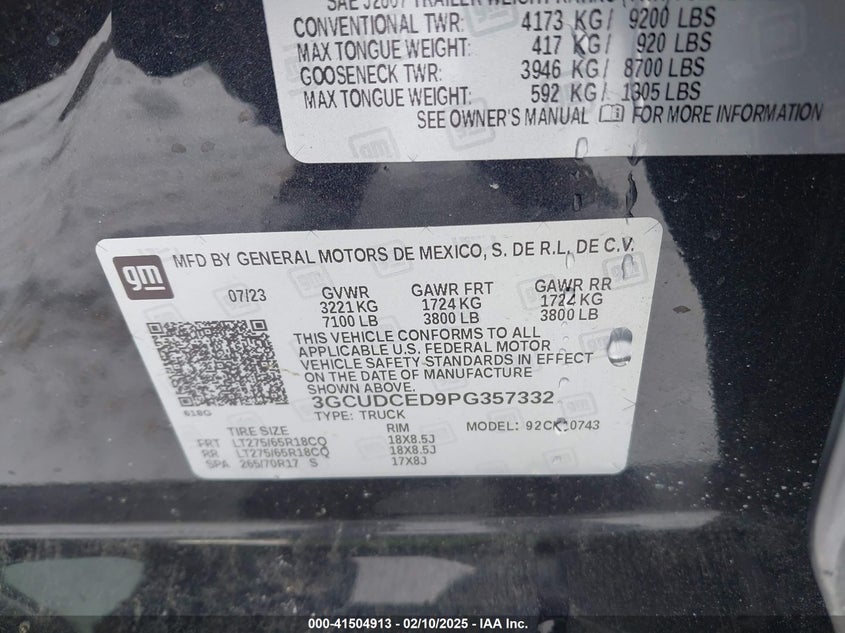 CONVENTIONAL TWR: 4173 KG/ 9200 LBS
MAX TONGUE WEIGHT: 417 KG/ 920 LBS
GOOSENECK TWR: 3946 KG/ 8700 LBS
MAX TONGUE WEIGHT: 592 KG/ 1305 LBS
SEE OWNER'S MANUAL FOR MORE INFORMATION
gm
MFD BY GENERAL MOTORS DE MEXICO, S. DE R.L. DE C.V.
07/23 GVWR GAWR FRT GAWR RR
3221 KG 1724 KG 1724 KG
7100 LB 3800 LB 3800 LB
THIS VEHICLE CONFORMS TO ALL
APPLICABLE U.S. FEDERAL MOTOR
VEHICLE SAFETY STANDARDS IN EFFECT
ON THE DATE OF MANUFACTURE
SHOWN ABOVE.
3GCUDCED9PG357332
618G
TYPE: TRUCK
TIRE SIZE RIM MODEL:
FRT LT275/65R18CQ 18X8.5J
RR LT275/65R18CQ 18X8.5J
SPA 265/70R17 S 17X8J
000-41504913 - 02/10/2025 - IAA Inc.